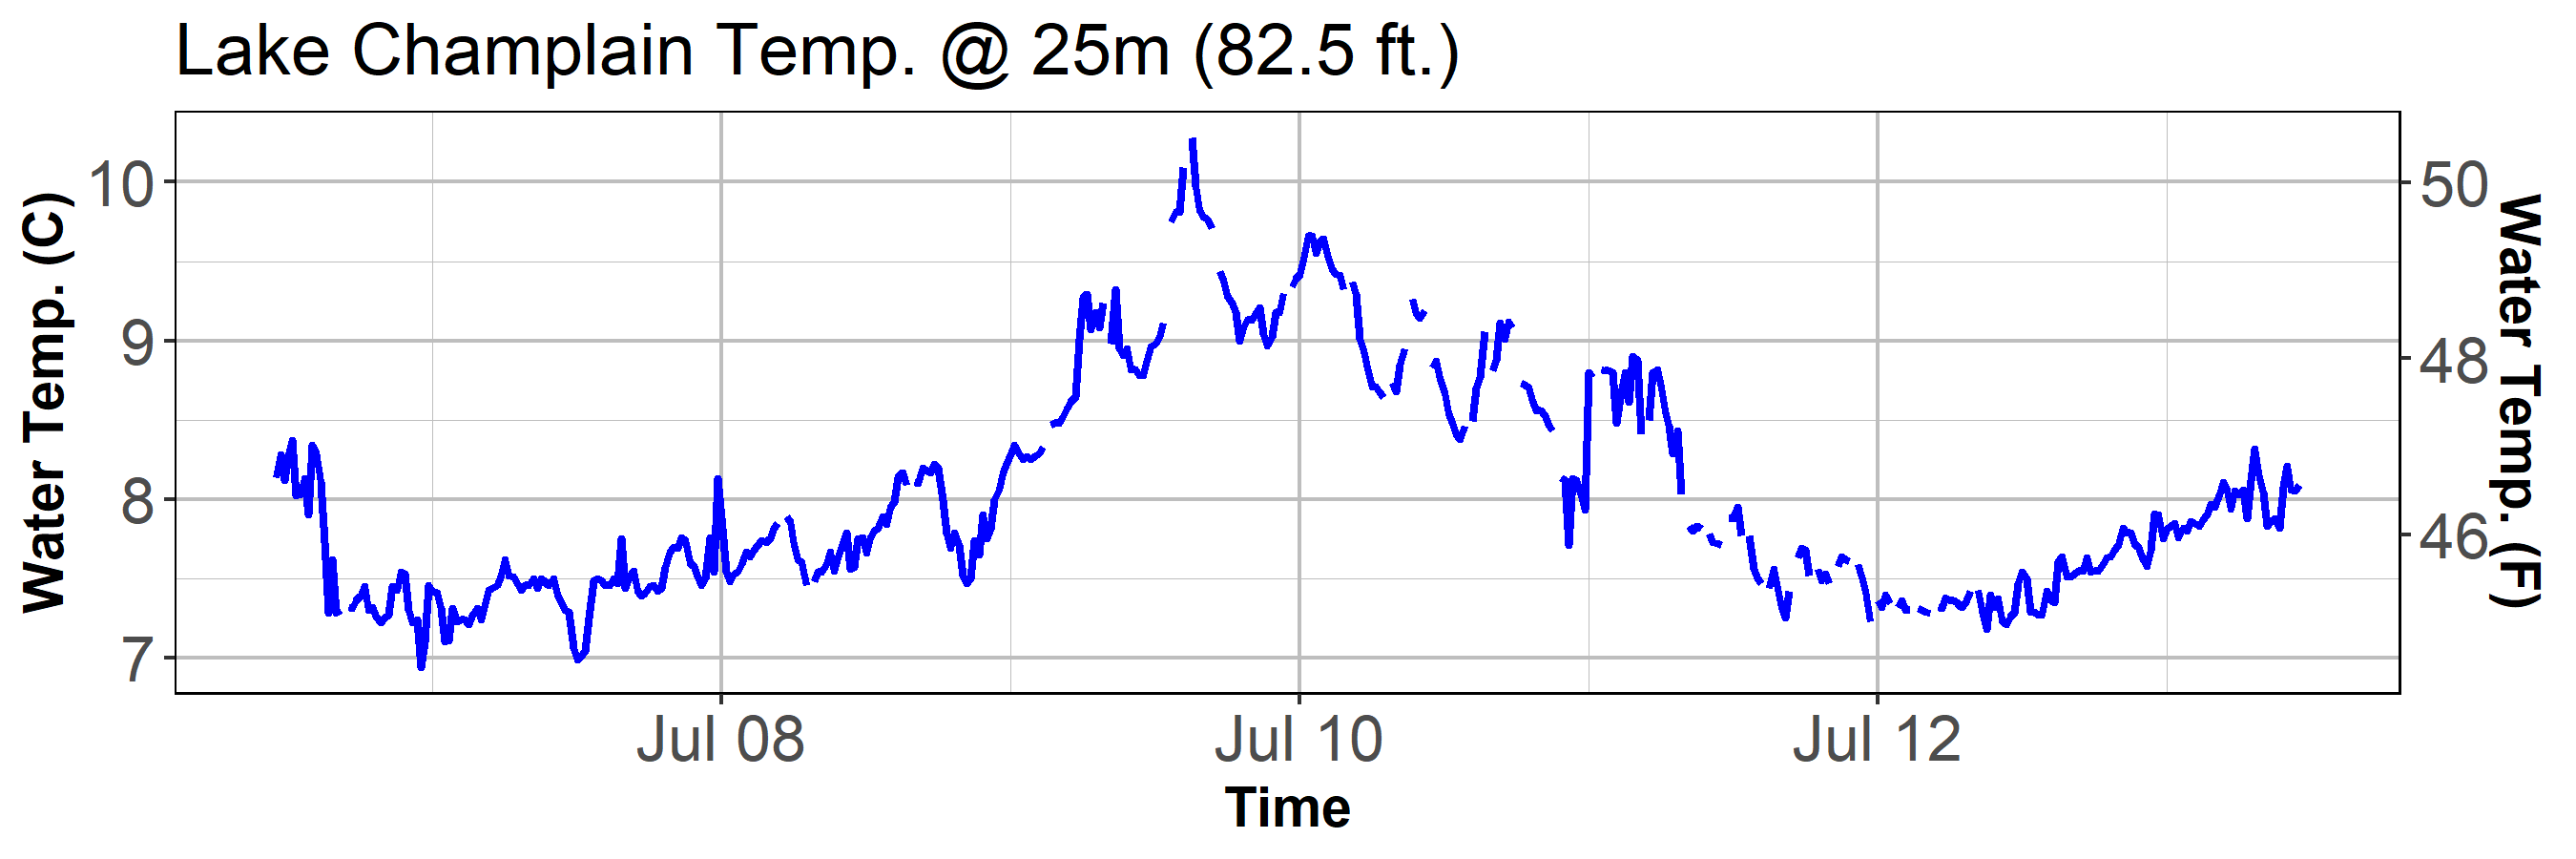 Lake Champlain Temp. @ 25m (82.5 ft.)
Water Temp. (C)
10
9
8
7
50
48
46
Water Temp. (F)
Jul 08
Jul 10
Jul 12
Time